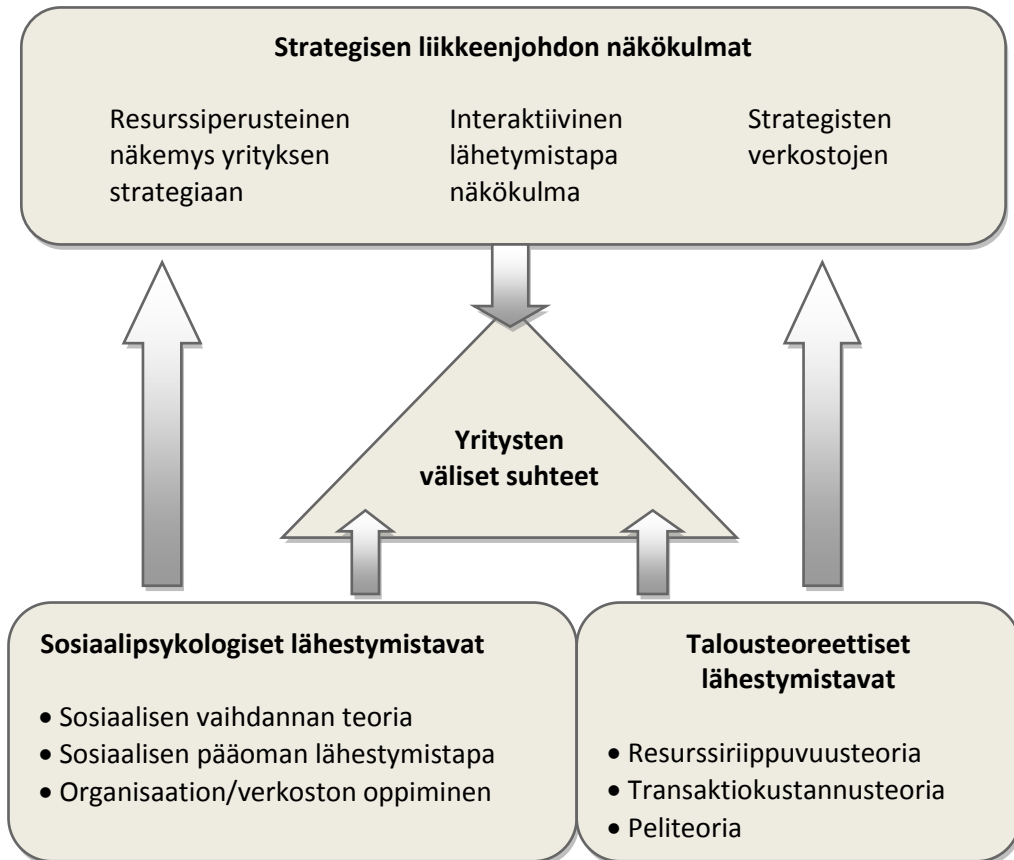 Strategisen liikkeenjohdon näkökulmat
Resurssiperusteinen
näkemys yrityksen
strategiaan
Interaktiivinen
lähetymistapa
näkökulma
Strategisten
verkostojen
Yritysten
väliset suhteet
Sosiaalipsykologiset lähestymistavat
• Sosiaalisen vaihdannan teoria
• Sosiaalisen pääoman lähestymistapa
• Organisaation/verkoston oppiminen
Talousteoreettiset
lähestymistavat
• Resurssiriippuvuusteoria
• Transaktiokustannusteoria
• Peliteoria